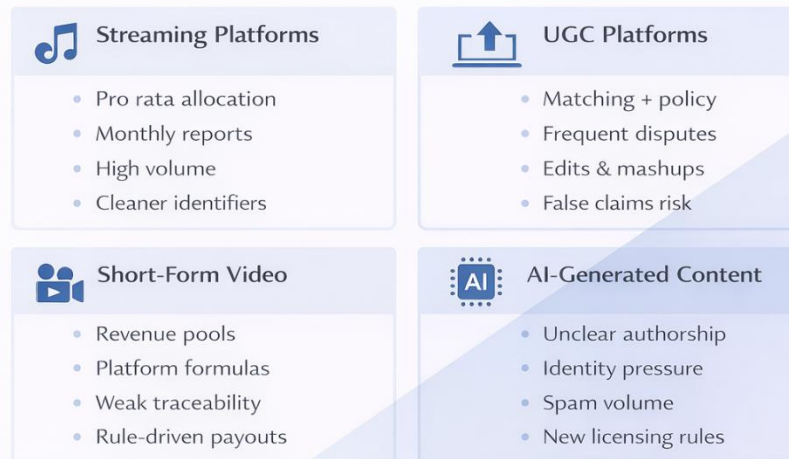 Streaming Platforms
Pro rata allocation
Monthly reports
High volume
Cleaner identifiers
UGC Platforms
Matching + policy
Frequent disputes
Edits & mashups
False claims risk
Short-Form Video
Revenue pools
Platform formulas
Weak traceability
Rule-driven payouts
AI
AI-Generated Content
Unclear authorship
Identity pressure
Spam volume
New licensing rules